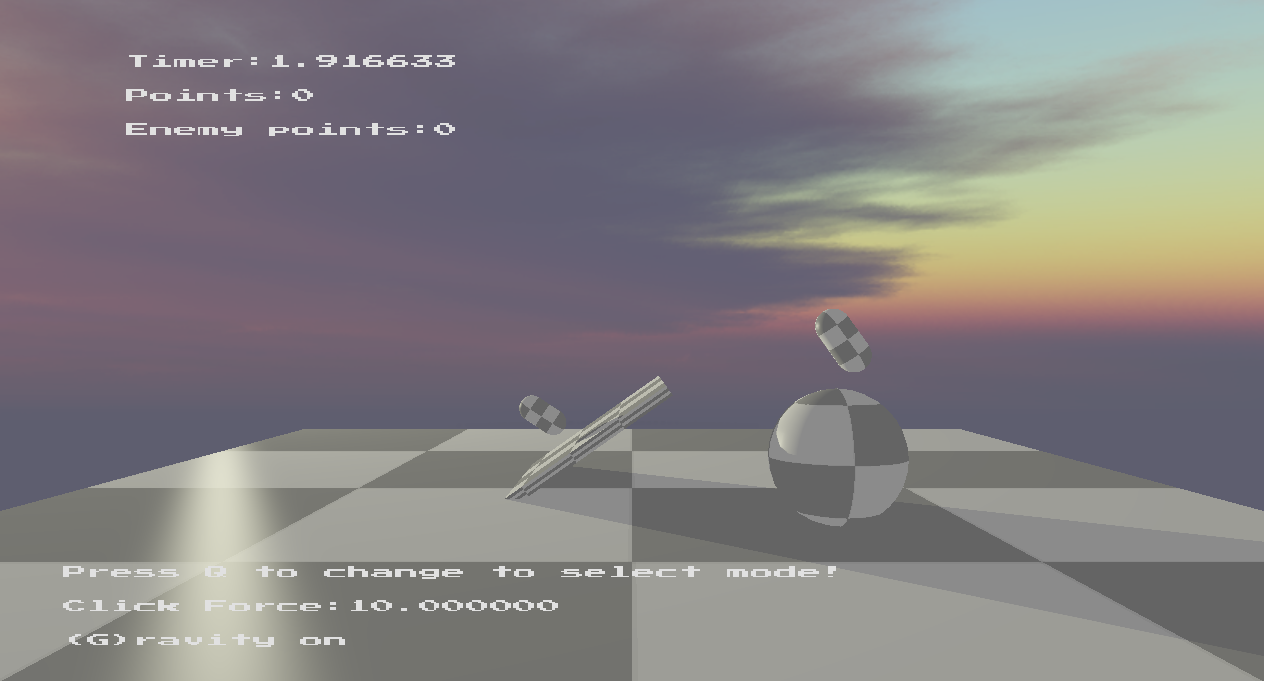 Timer:1.916633
Points:0
Enemy points:0
Press Q to change to select mode!
Click Force:10.000000
(G)ravity on